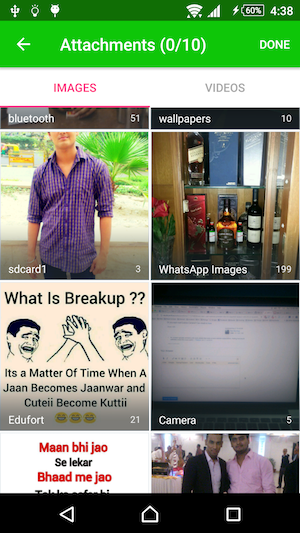 60%
4:38
Attachments (0/10)
DONE
IMAGES
VIDEOS
bluetooth
51
wallpapers
10
sdcard1
3
WhatsApp Images
199
What Is Breakup ??
Its a Matter Of Time When A
Jaan Becomes Jaanwar and
Cuteii Become Kuttii
Edufort
21
Camera
5
Maan bhi jao
Se lekar
Bhaad me jao